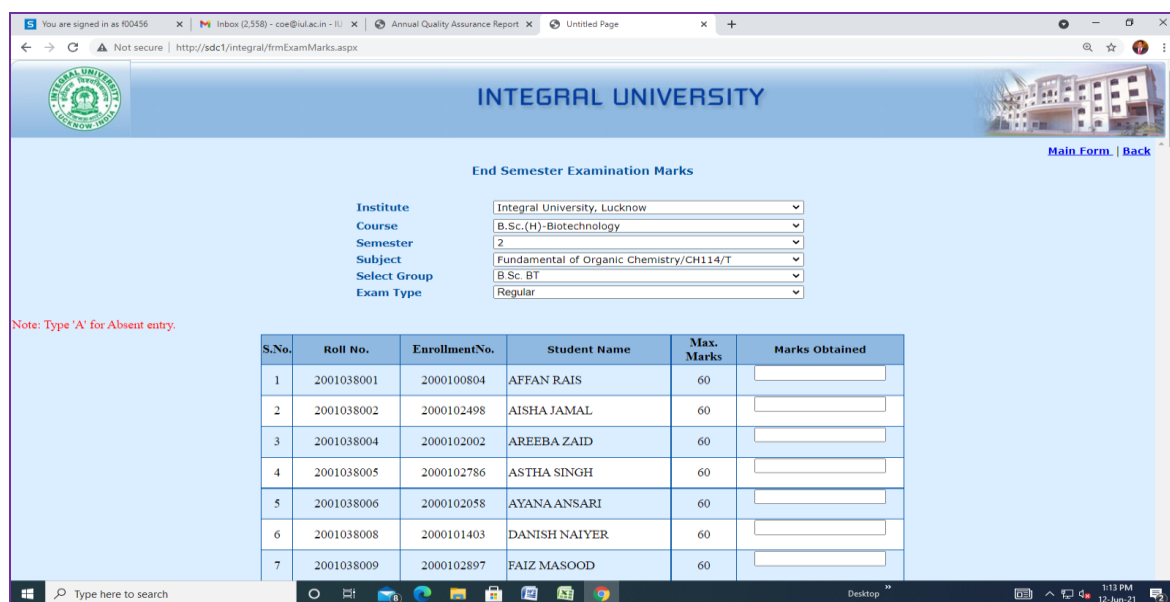 You are signed in as f00456
Inbox (2,558) - coe@iul.ac.in - IU
Annual Quality Assurance Report
Untitled Page
Not secure | http://sdc1/integral/frmExamMarks.aspx
INTEGRAL UNIVERSITY
Main Form | Back
End Semester Examination Marks
Institute Integral University, Lucknow
Course B.Sc.(H)-Biotechnology
Semester 2
Subject Fundamental of Organic Chemistry/CH114/T
Select Group B.Sc. BT
Exam Type Regular
Note: Type 'A' for Absent entry.
S.No. Roll No. EnrollmentNo. Student Name Max. Marks Marks Obtained
1 2001038001 2000100804 AFFAN RAIS 60
2 2001038002 2000102498 AISHA JAMAL 60
3 2001038004 2000102002 AREEBA ZAID 60
4 2001038005 2000102786 ASTHA SINGH 60
5 2001038006 2000102058 AYANA ANSARI 60
6 2001038008 2000101403 DANISH NAIYER 60
7 2001038009 2000102897 FAIZ MASOOD 60
Type here to search
Desktop
1:13 PM
12-Jun-21